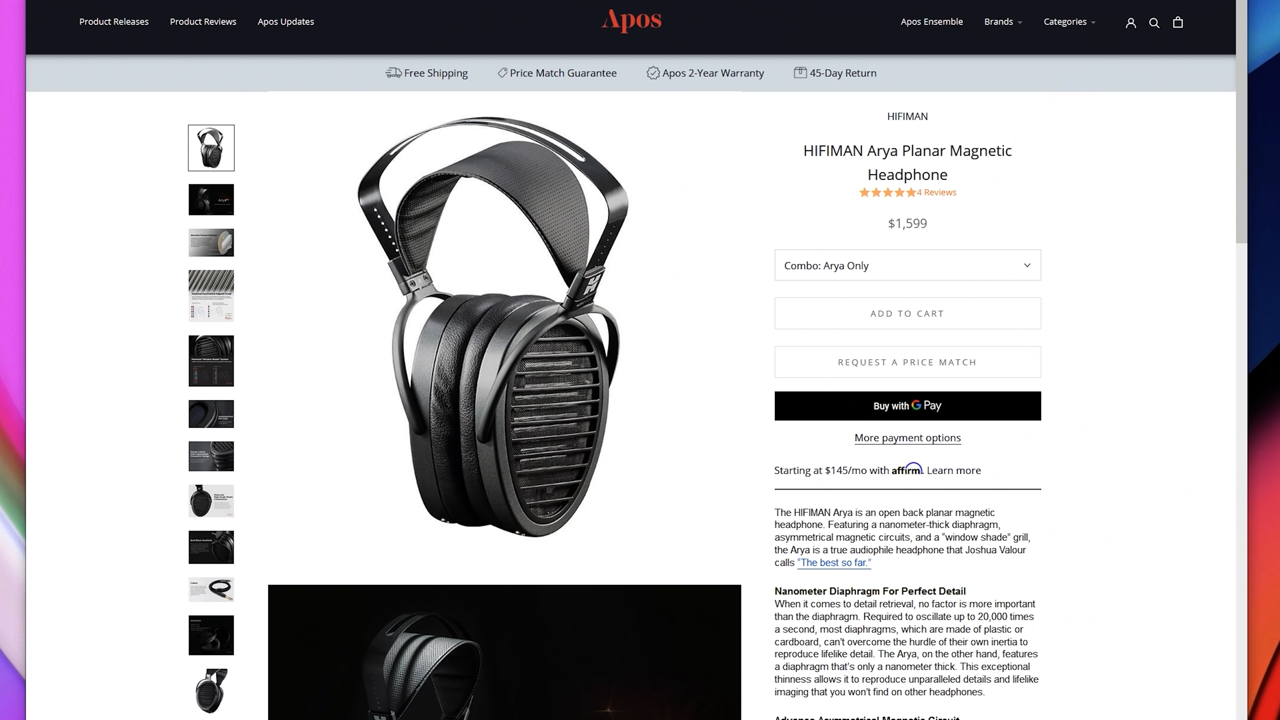 Product Releases
Product Reviews
Apos Updates
Apos
Apos Ensemble
Brands
Categories
Free Shipping
Price Match Guarantee
Apos 2-Year Warranty
45-Day Return
HIFIMAN
HIFIMAN Arya Planar Magnetic
Headphone
4 Reviews
$1,599
Combo: Arya Only
ADD TO CART
REQUEST A PRICE MATCH
Buy with G Pay
More payment options
Starting at $145/mo with affirm. Learn more
The HIFIMAN Arya is an open back planar magnetic
headphone. Featuring a nanometer-thick diaphragm,
asymmetrical magnetic circuits, and a "window shade" grill,
the Arya is a true audiophile headphone that Joshua Valour
calls "The best so far."
Nanometer Diaphragm For Perfect Detail
When it comes to detail retrieval, no factor is more important
than the diaphragm. Required to oscillate up to 20,000 times
a second, most diaphragms, which are made of plastic or
cardboard, can't overcome the hurdle of their own inertia to
reproduce lifelike detail. The Arya, on the other hand, features
a diaphragm that's only a nanometer thick. This exceptional
thinness allows it to reproduce unparalleled details and lifelike
imaging that you won't find on other headphones.